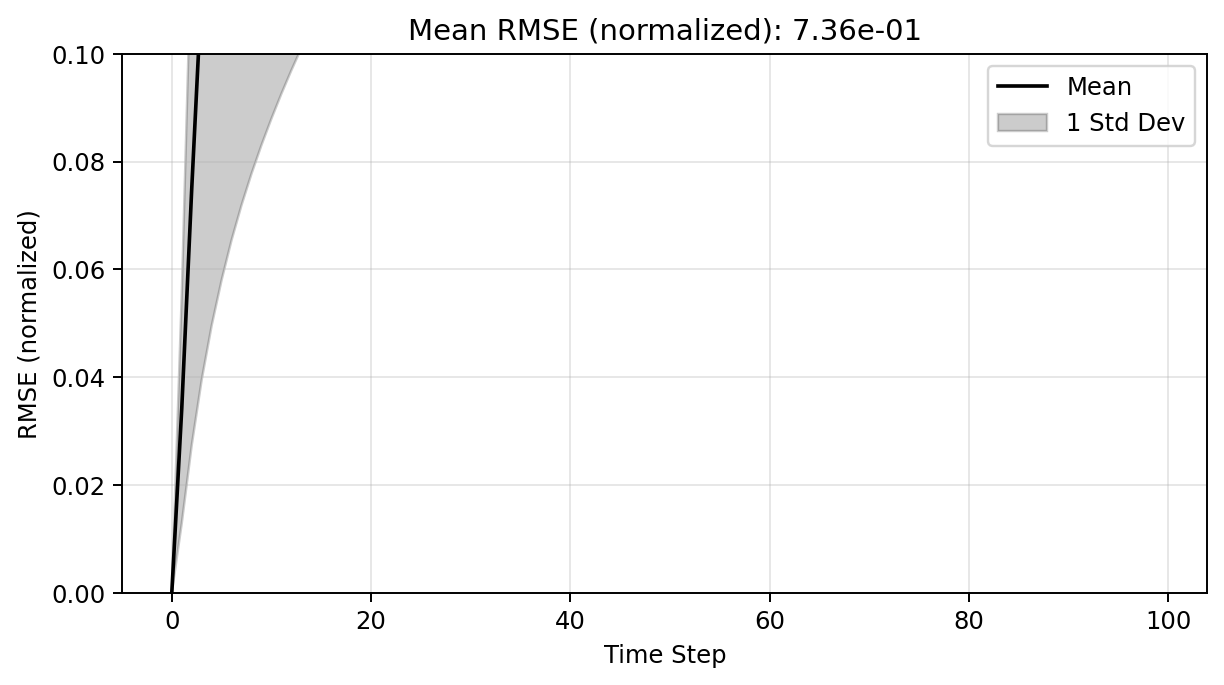 Mean RMSE (normalized): 7.36e-01
Mean
1 Std Dev
RMSE (normalized)
0.10
0.08
0.06
0.04
0.02
0.00
0 20 40 60 80 100
Time Step